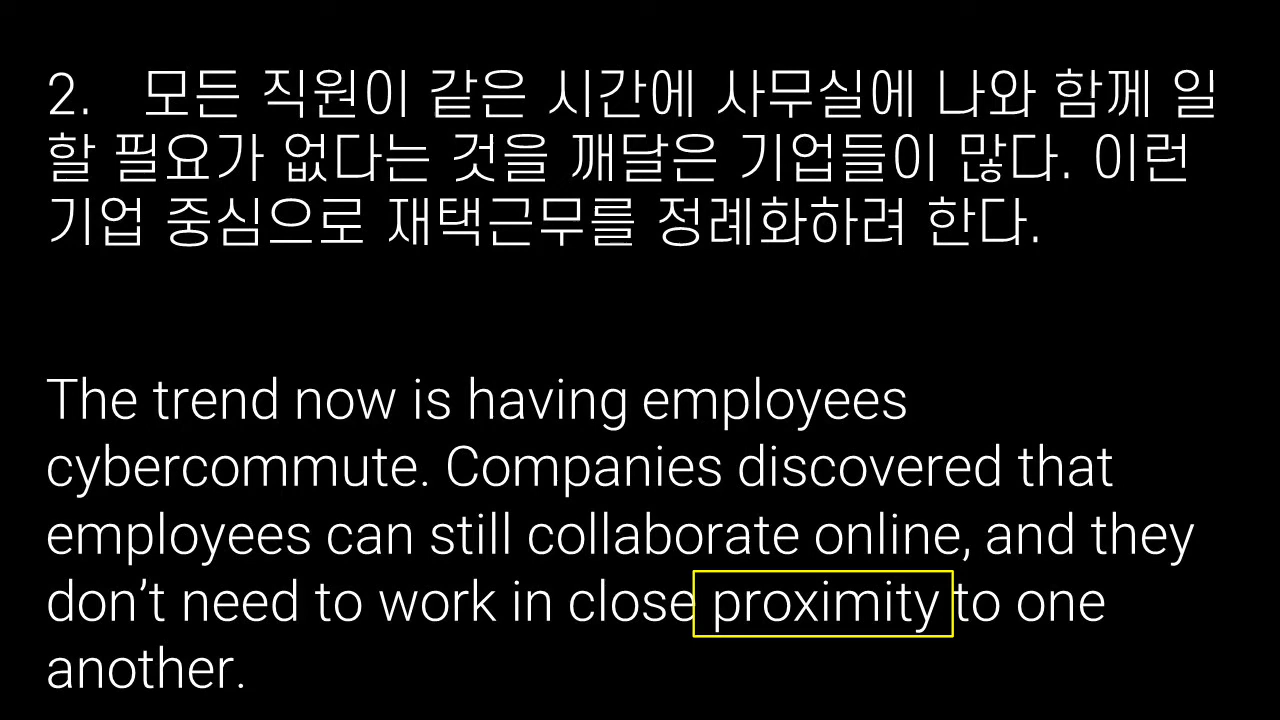 2. 모든 직원이 같은 시간에 사무실에 나와 함께 일
할 필요가 없다는 것을 깨달은 기업들이 많다. 이런
기업 중심으로 재택근무를 정례화하려 한다.
The trend now is having employees
cybercommute. Companies discovered that
employees can still collaborate online, and they
don’t need to work in close proximity to one
another.